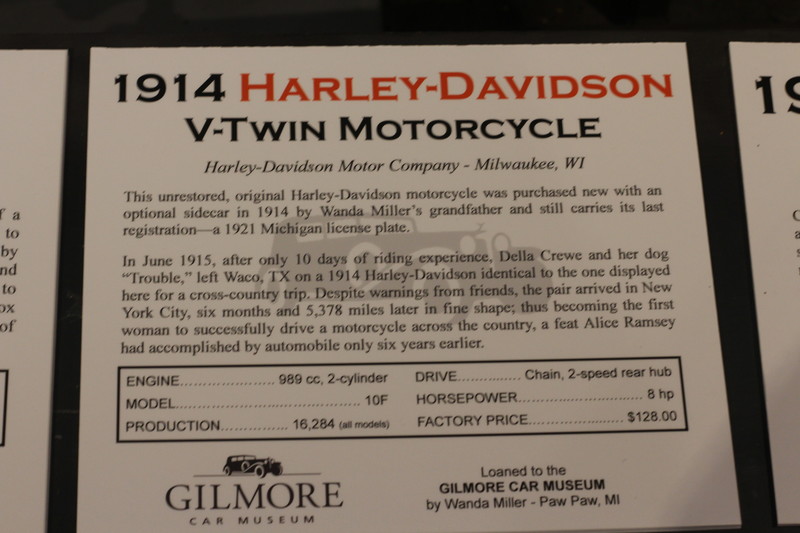 1914 HARLEY-DAVIDSON
V-TWIN MOTORCYCLE
Harley-Davidson Motor Company - Milwaukee, WI
This unrestored, original Harley-Davidson motorcycle was purchased new with an
optional sidecar in 1914 by Wanda Miller's grandfather and still carries its last
registration—a 1921 Michigan license plate.
In June 1915, after only 10 days of riding experience, Della Crewe and her dog
"Trouble," left Waco, TX on a 1914 Harley-Davidson identical to the one displayed
here for a cross-country trip. Despite warnings from friends, the pair arrived in New
York City, six months and 5,378 miles later in fine shape; thus becoming the first
woman to successfully drive a motorcycle across the country, a feat Alice Ramsey
had accomplished by automobile only six years earlier.
ENGINE...................... 989 cc, 2-cylinder
MODEL........................................... 10F
PRODUCTION................ 16,284 (all models)
DRIVE............... Chain, 2-speed rear hub
HORSEPOWER............................. 8 hp
FACTORY PRICE...................... $128.00
GILMORE
CAR MUSEUM
Loaned to the
GILMORE CAR MUSEUM
by Wanda Miller - Paw Paw, MI
f a
to
by
nd
to
ox
of
19